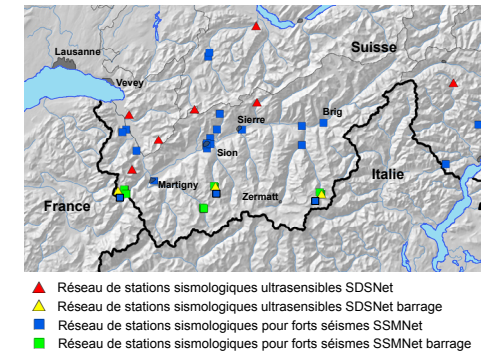 Lausanne
Suisse
Vevey
Sierre
Brig
Sion
Martigny
Italie
Zermatt
France
Réseau de stations sismologiques ultrasensibles SDSNet
Réseau de stations sismologiques ultrasensibles SDSNet barrage
Réseau de stations sismologiques pour forts séismes SSMNet
Réseau de stations sismologiques pour forts séismes SSMNet barrage